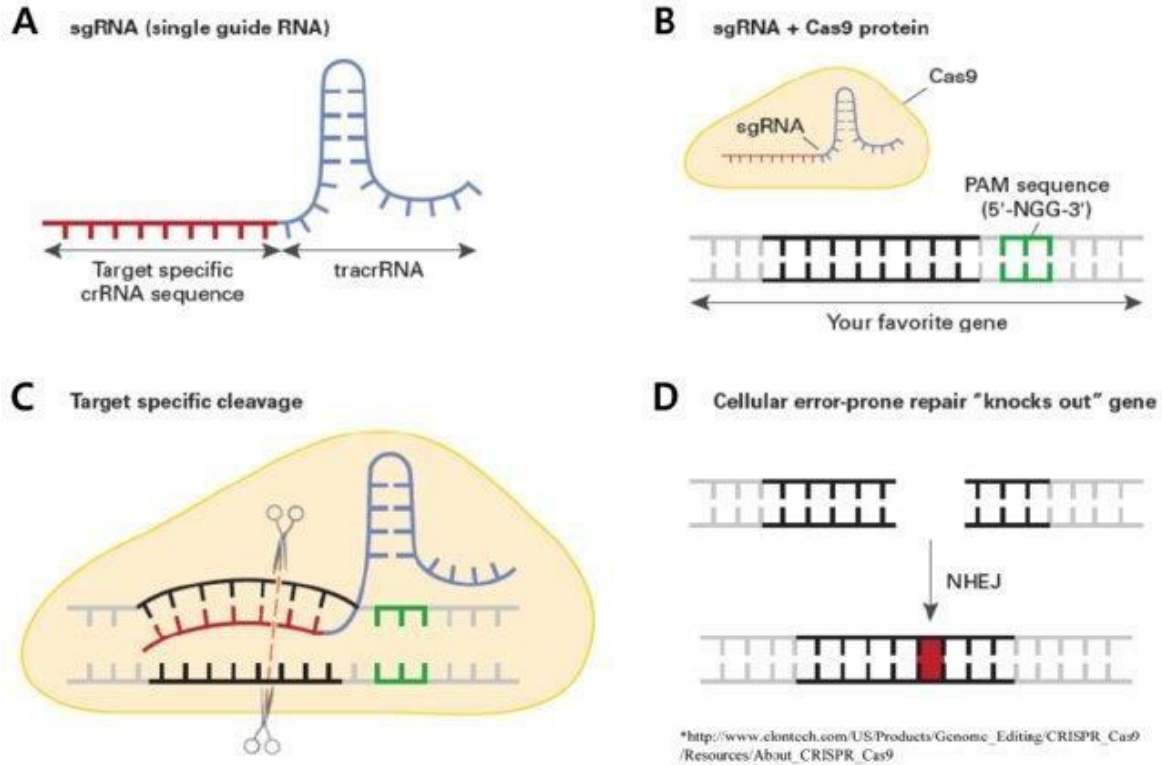 A sgRNA (single guide RNA)
Target specific
crRNA sequence
tracrRNA
B sgRNA + Cas9 protein
Cas9
sgRNA
PAM sequence
(5'-NGG-3')
Your favorite gene
C Target specific cleavage
D Cellular error-prone repair "knocks out" gene
NHEJ
*http://www.clontech.com/US/Products/Genome_Editing/CRISPR_Cas9
/Resources/About_CRISPR_Cas9